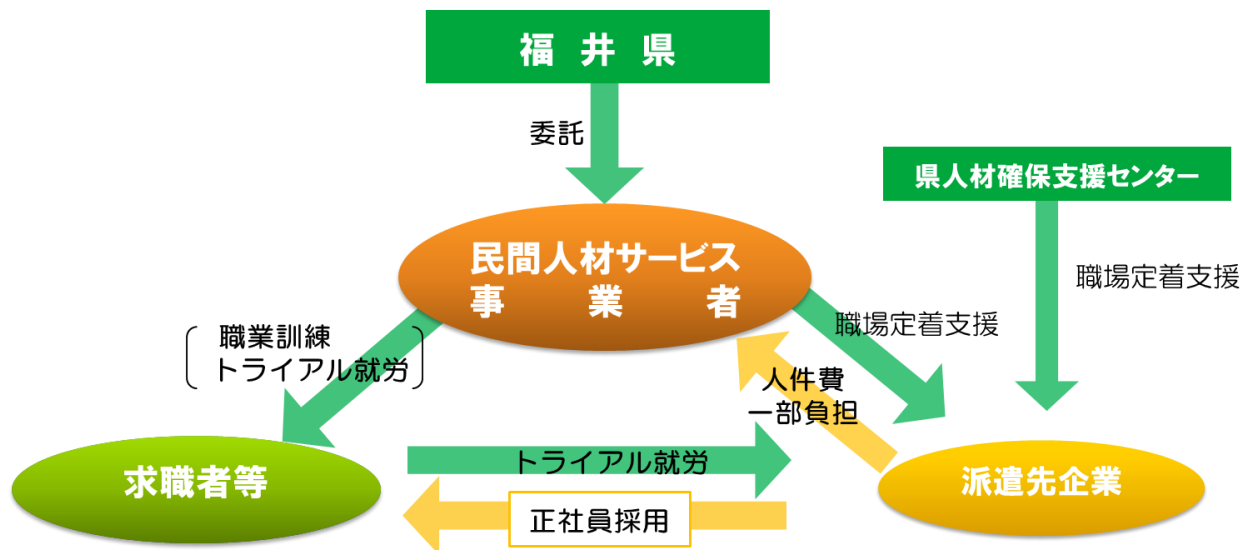 福井県
委託
県人材確保支援センター
民間人材サービス
事業者
職場定着支援
職場定着支援
職業訓練
トライアル就労
人件費
一部負担
求職者等
トライアル就労
派遣先企業
正社員採用